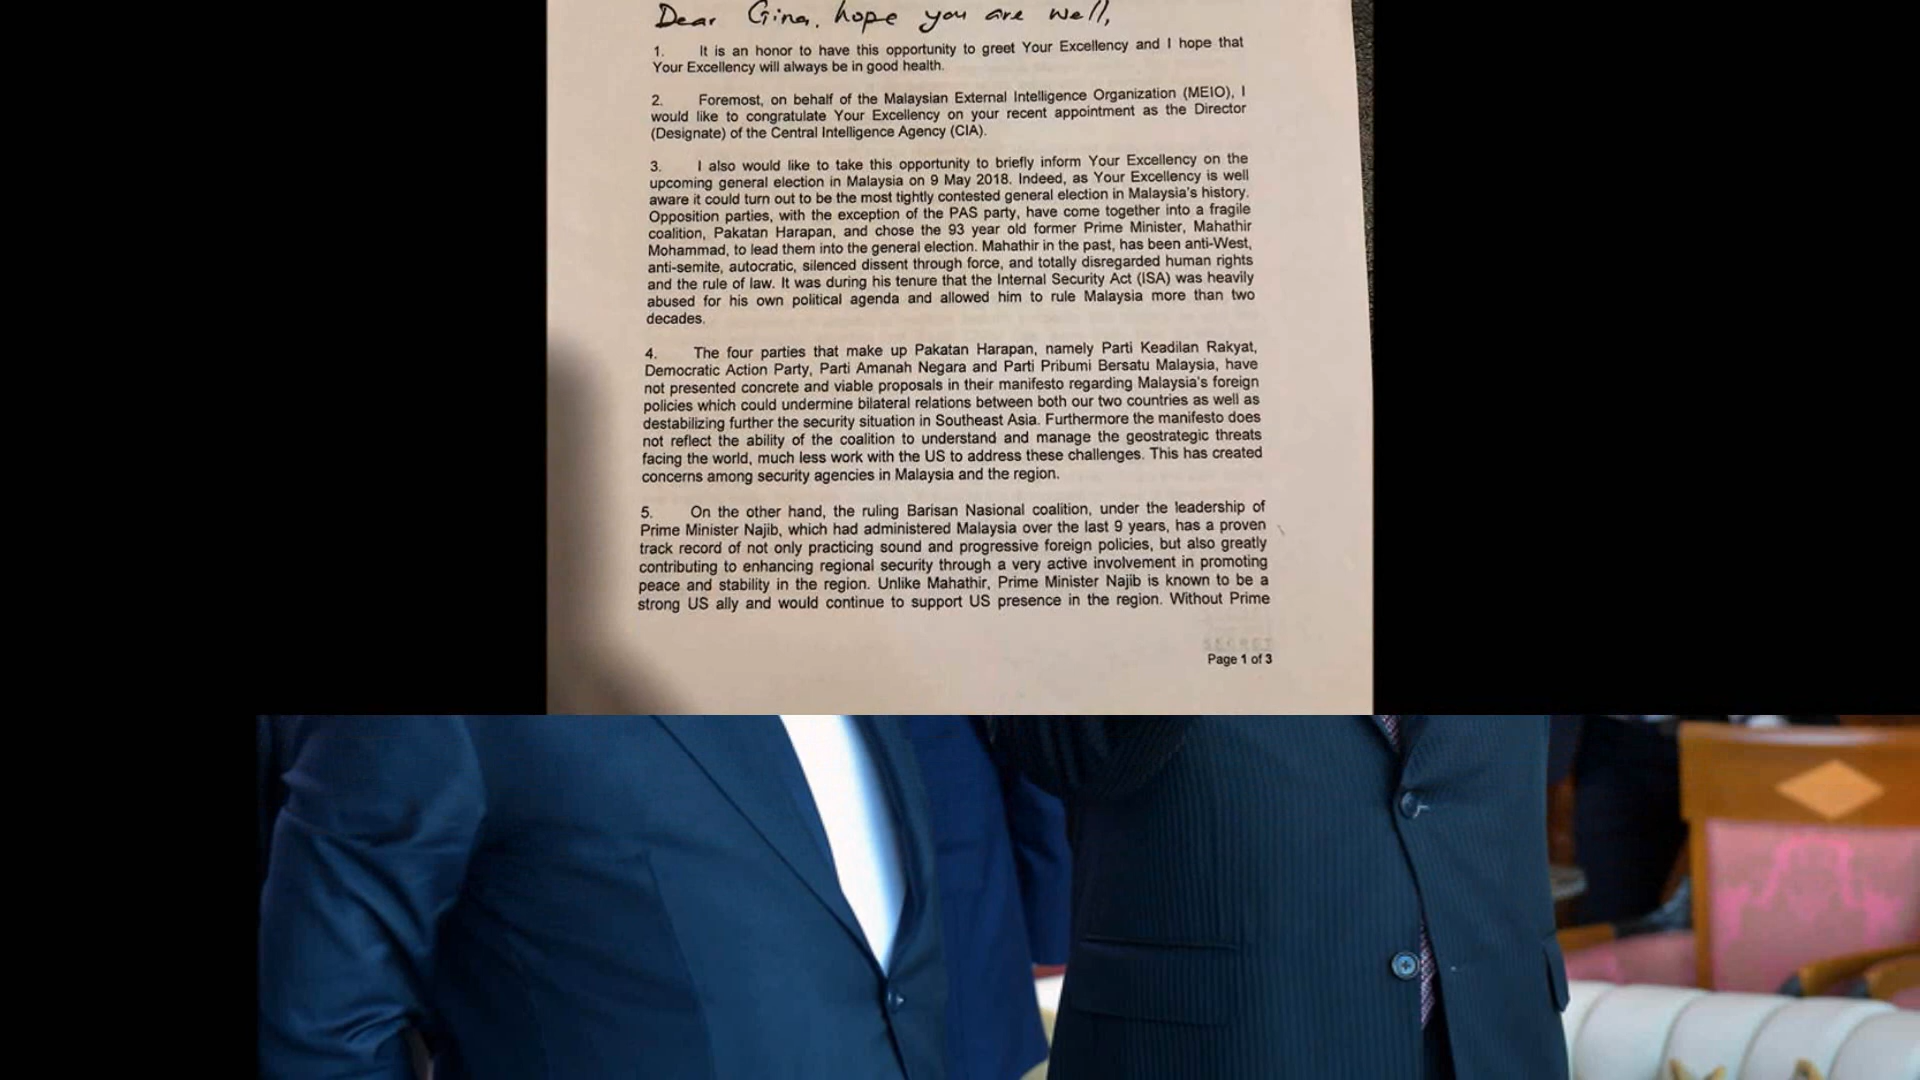 Dear Gina, hope you are well,
1. It is an honor to have this opportunity to greet Your Excellency and I hope that
Your Excellency will always be in good health.
2. Foremost, on behalf of the Malaysian External Intelligence Organization (MEIO), I
would like to congratulate Your Excellency on your recent appointment as the Director
(Designate) of the Central Intelligence Agency (CIA).
3. I also would like to take this opportunity to briefly inform Your Excellency on the
upcoming general election in Malaysia on 9 May 2018. Indeed, as Your Excellency is well
aware it could turn out to be the most tightly contested general election in Malaysia's history.
Opposition parties, with the exception of the PAS party, have come together into a fragile
coalition, Pakatan Harapan, and chose the 93 year old former Prime Minister, Mahathir
Mohammad, to lead them into the general election. Mahathir in the past, has been anti-West,
anti-semite, autocratic, silenced dissent through force, and totally disregarded human rights
and the rule of law. It was during his tenure that the Internal Security Act (ISA) was heavily
abused for his own political agenda and allowed him to rule Malaysia more than two
decades.
4. The four parties that make up Pakatan Harapan, namely Parti Keadilan Rakyat,
Democratic Action Party, Parti Amanah Negara and Parti Pribumi Bersatu Malaysia, have
not presented concrete and viable proposals in their manifesto regarding Malaysia's foreign
policies which could undermine bilateral relations between both our two countries as well as
destabilizing further the security situation in Southeast Asia. Furthermore the manifesto does
not reflect the ability of the coalition to understand and manage the geostrategic threats
facing the world, much less work with the US to address these challenges. This has created
concerns among security agencies in Malaysia and the region.
5. On the other hand, the ruling Barisan Nasional coalition, under the leadership of
Prime Minister Najib, which had administered Malaysia over the last 9 years, has a proven
track record of not only practicing sound and progressive foreign policies, but also greatly
contributing to enhancing regional security through a very active involvement in promoting
peace and stability in the region. Unlike Mahathir, Prime Minister Najib is known to be a
strong US ally and would continue to support US presence in the region. Without Prime
Page 1 of 3